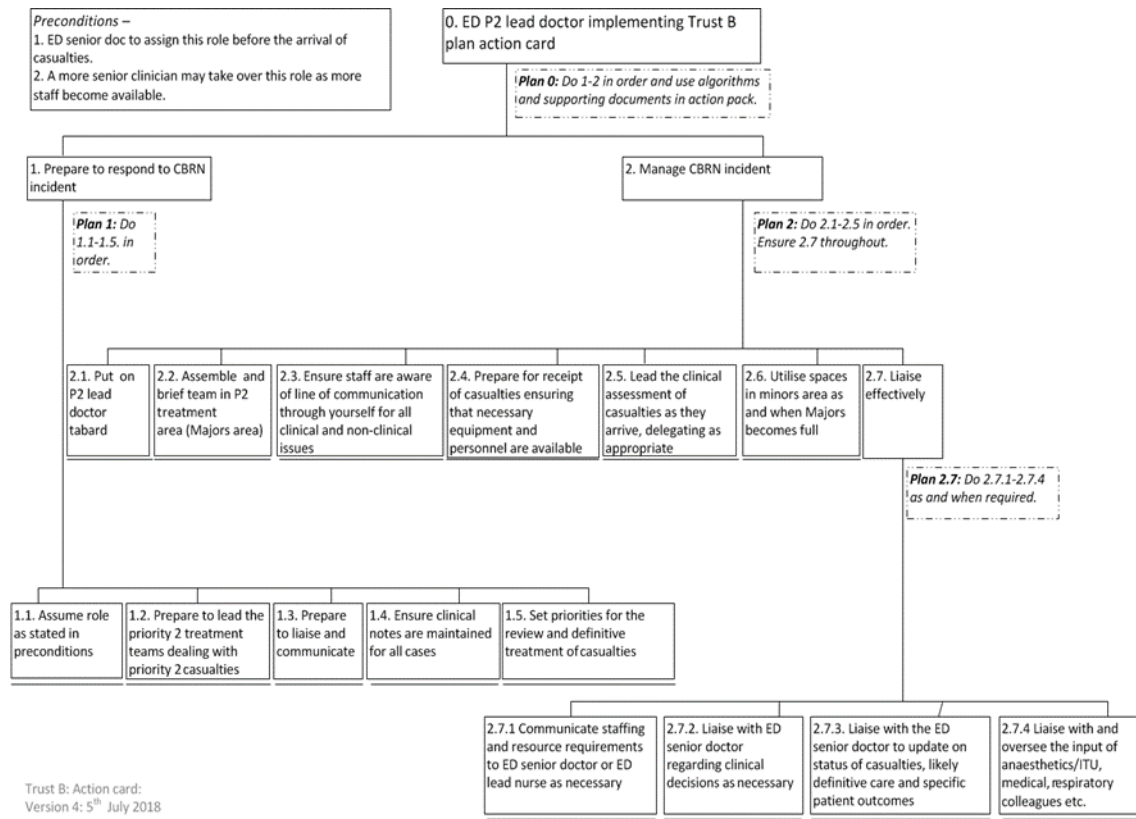 Preconditions –
1. ED senior doc to assign this role before the arrival of
casualties.
2. A more senior clinician may take over this role as more
staff become available.
0. ED P2 lead doctor implementing Trust B
plan action card
Plan 0: Do 1-2 in order and use algorithms
and supporting documents in action pack.
1. Prepare to respond to CBRN
incident
2. Manage CBRN incident
Plan 1: Do
1.1-1.5. in
order.
Plan 2: Do 2.1-2.5 in order.
Ensure 2.7 throughout.
2.1. Put on
P2 lead
doctor
tabard
2.2. Assemble and
brief team in P2
treatment
area (Majors area)
2.3. Ensure staff are aware
of line of communication
through yourself for all
clinical and non-clinical
issues
2.4. Prepare for receipt
of casualties ensuring
that necessary
equipment and
personnel are available
2.5. Lead the clinical
assessment of
casualties as they
arrive, delegating as
appropriate
2.6. Utilise spaces
in minors area as
and when Majors
becomes full
2.7. Liaise
effectively
Plan 2.7: Do 2.7.1-2.7.4
as and when required.
1.1. Assume role
as stated in
preconditions
1.2. Prepare to lead the
priority 2 treatment
teams dealing with
priority 2 casualties
1.3. Prepare
to liaise and
communicate
1.4. Ensure clinical
notes are maintained
for all cases
1.5. Set priorities for the
review and definitive
treatment of casualties
2.7.1 Communicate staffing
and resource requirements
to ED senior doctor or ED
lead nurse as necessary
2.7.2. Liaise with ED
senior doctor
regarding clinical
decisions as necessary
2.7.3. Liaise with the ED
senior doctor to update on
status of casualties, likely
definitive care and specific
patient outcomes
2.7.4 Liaise with and
oversee the input of
anaesthetics/ITU,
medical, respiratory
colleagues etc.
Trust B: Action card:
Version 4: 5th July 2018